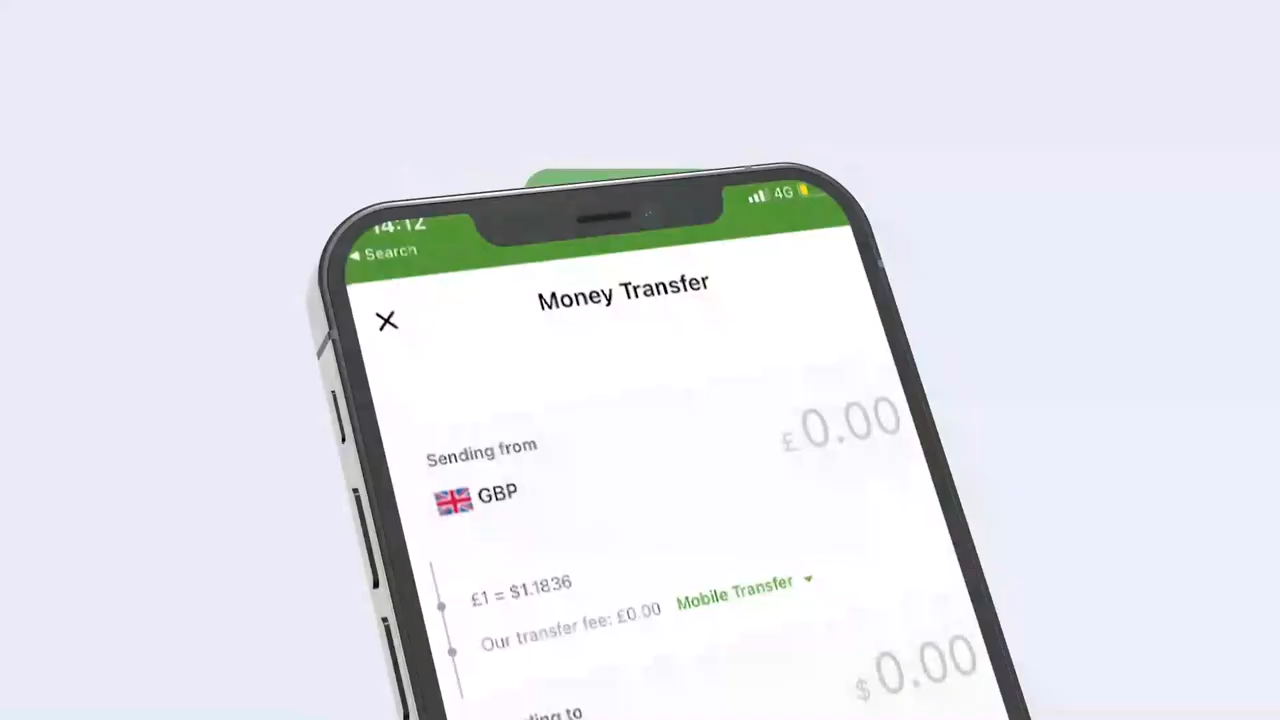 14:12
4G
Search
Money Transfer
£0.00
Sending from
GBP
£1 = $1.1836
Our transfer fee: £0.00 Mobile Transfer
$0.00
to